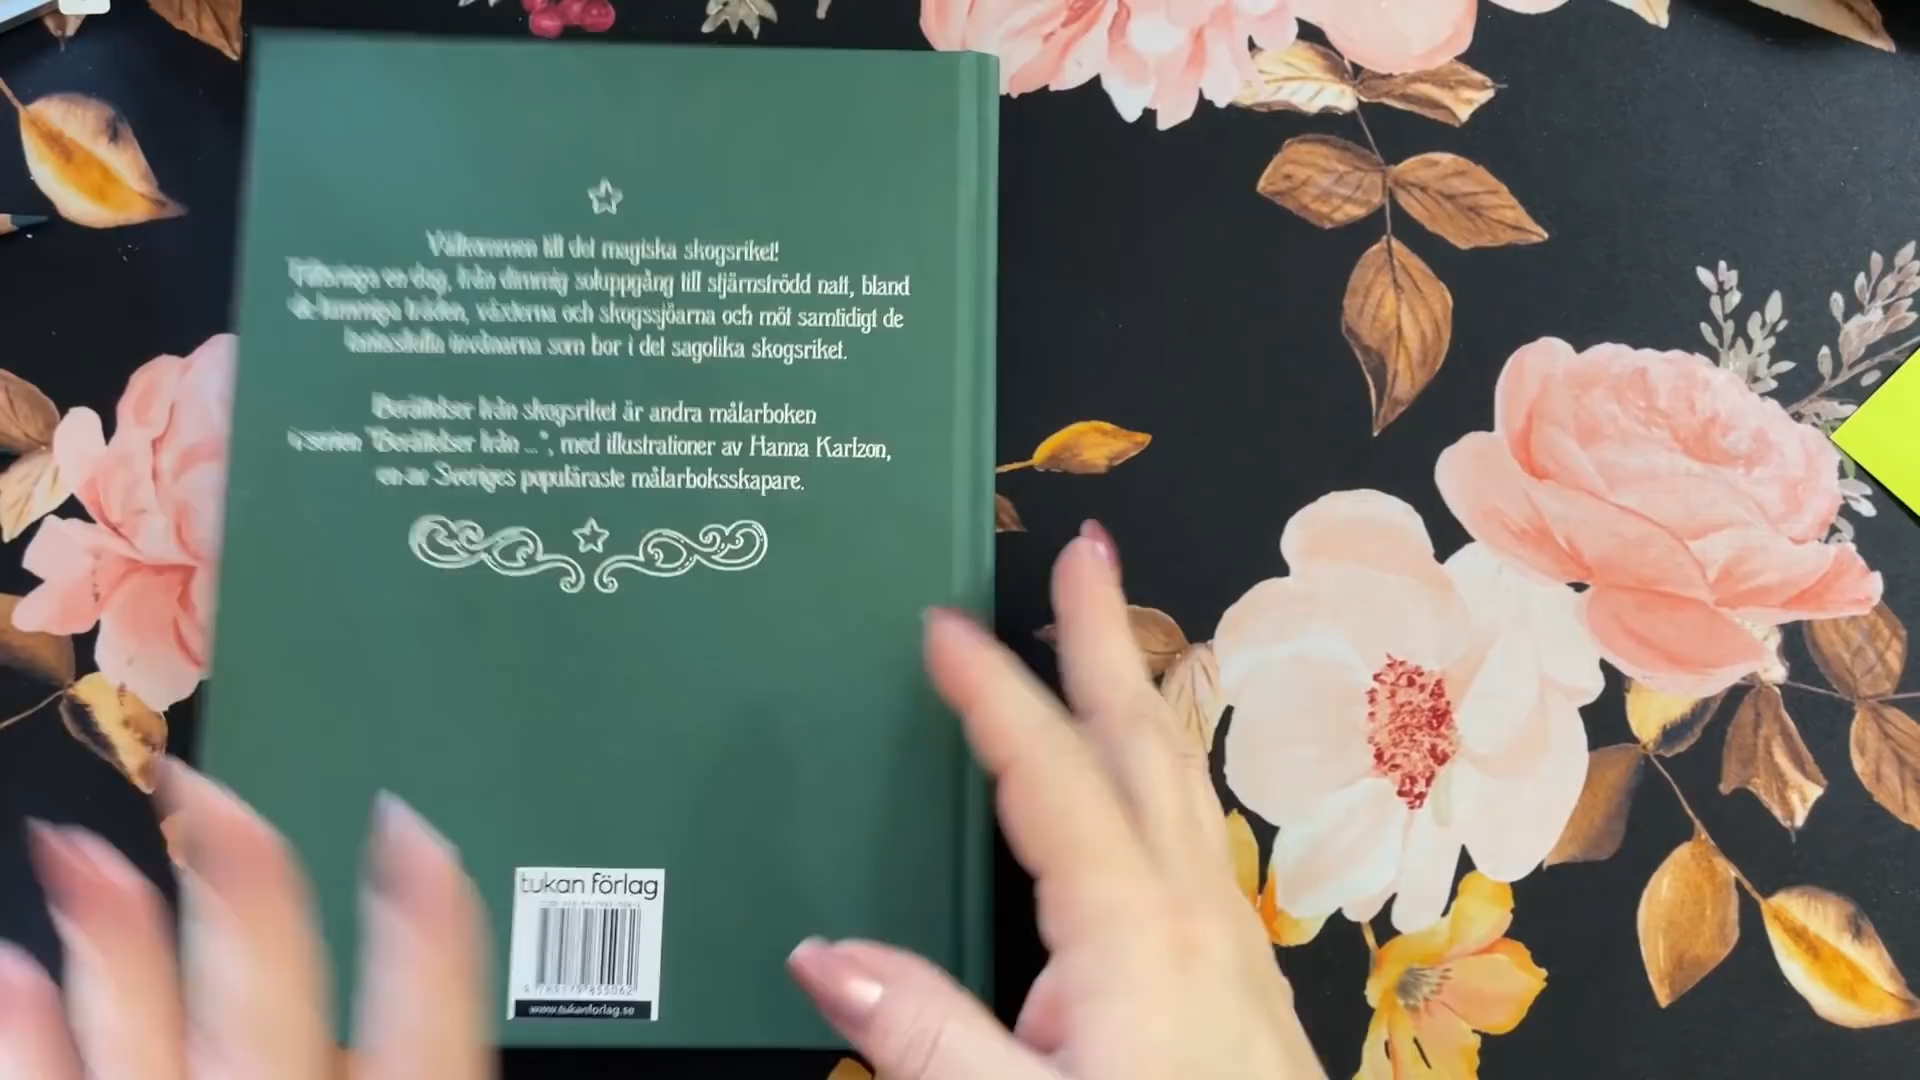 Välkommen till det magiska skogsriket!
Tillbringa en dag, från dimmig soluppgång till stjärnströdd natt, bland
de lummiga träden, växterna och skogssjöarna och möt samtidigt de
fantasifulla invånarna som bor i det sagolika skogsriket.
Berättelser från skogsriket är andra målarboken
i serien "Berättelser från ...", med illustrationer av Hanna Karlzon,
en av Sveriges populäraste målarboksskapare.
tukan förlag
www.tukanforlag.se